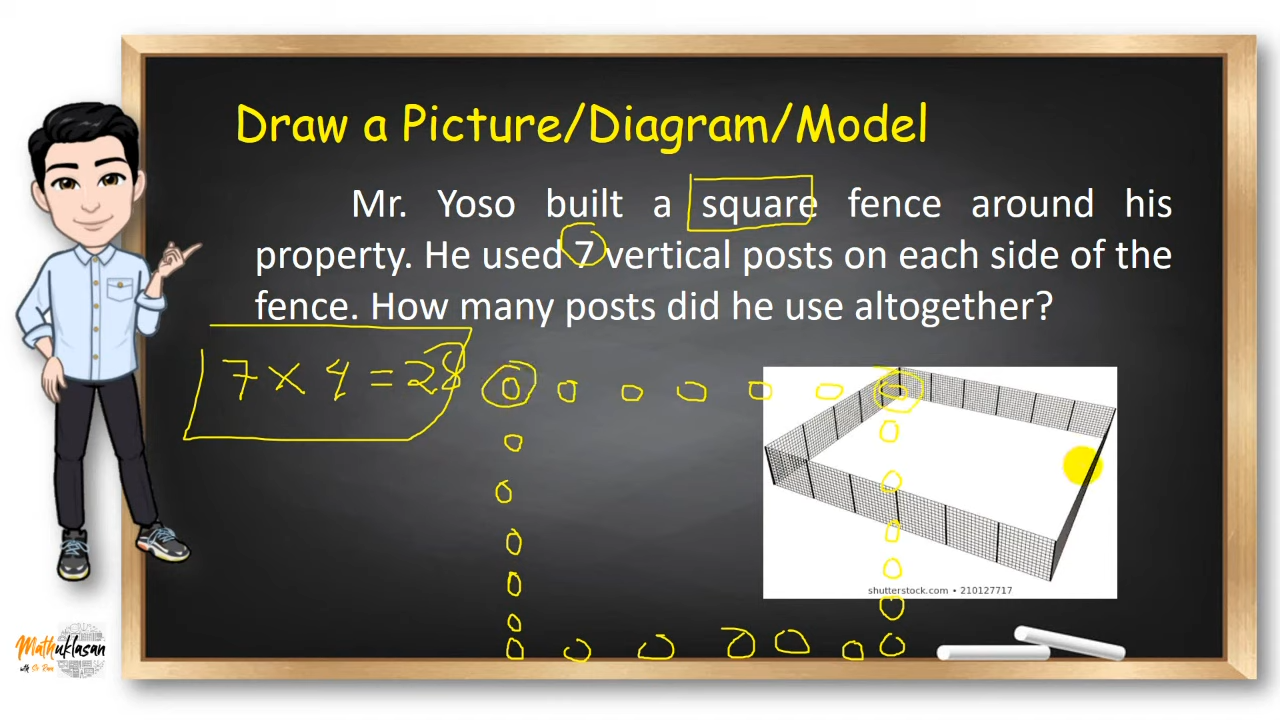 Draw a Picture/Diagram/Model
Mr. Yoso built a square fence around his
property. He used 7 vertical posts on each side of the
fence. How many posts did he use altogether?
7 × 4 = 28
shutterstock.com • 210127717
Mathuklasan
with Sir Ram